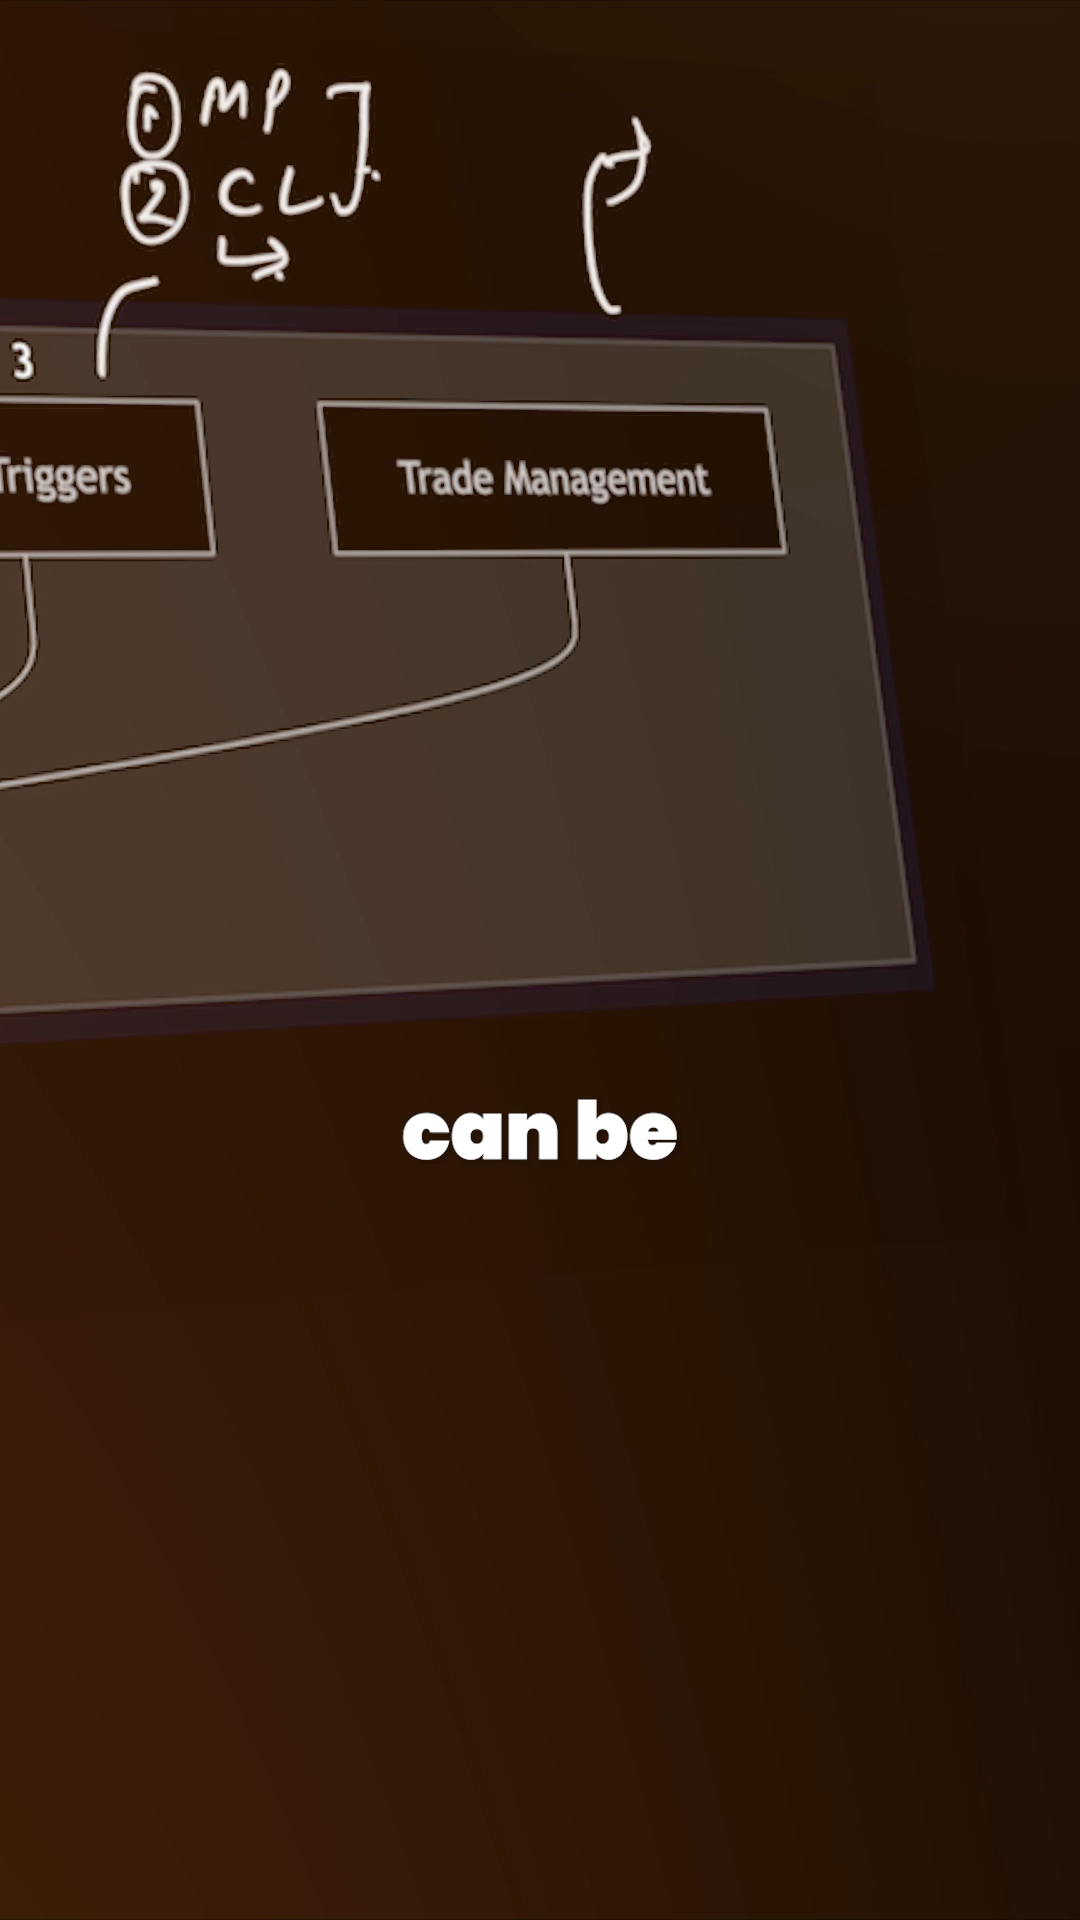 ① MP
② CL
3
Triggers
Trade Management
can be